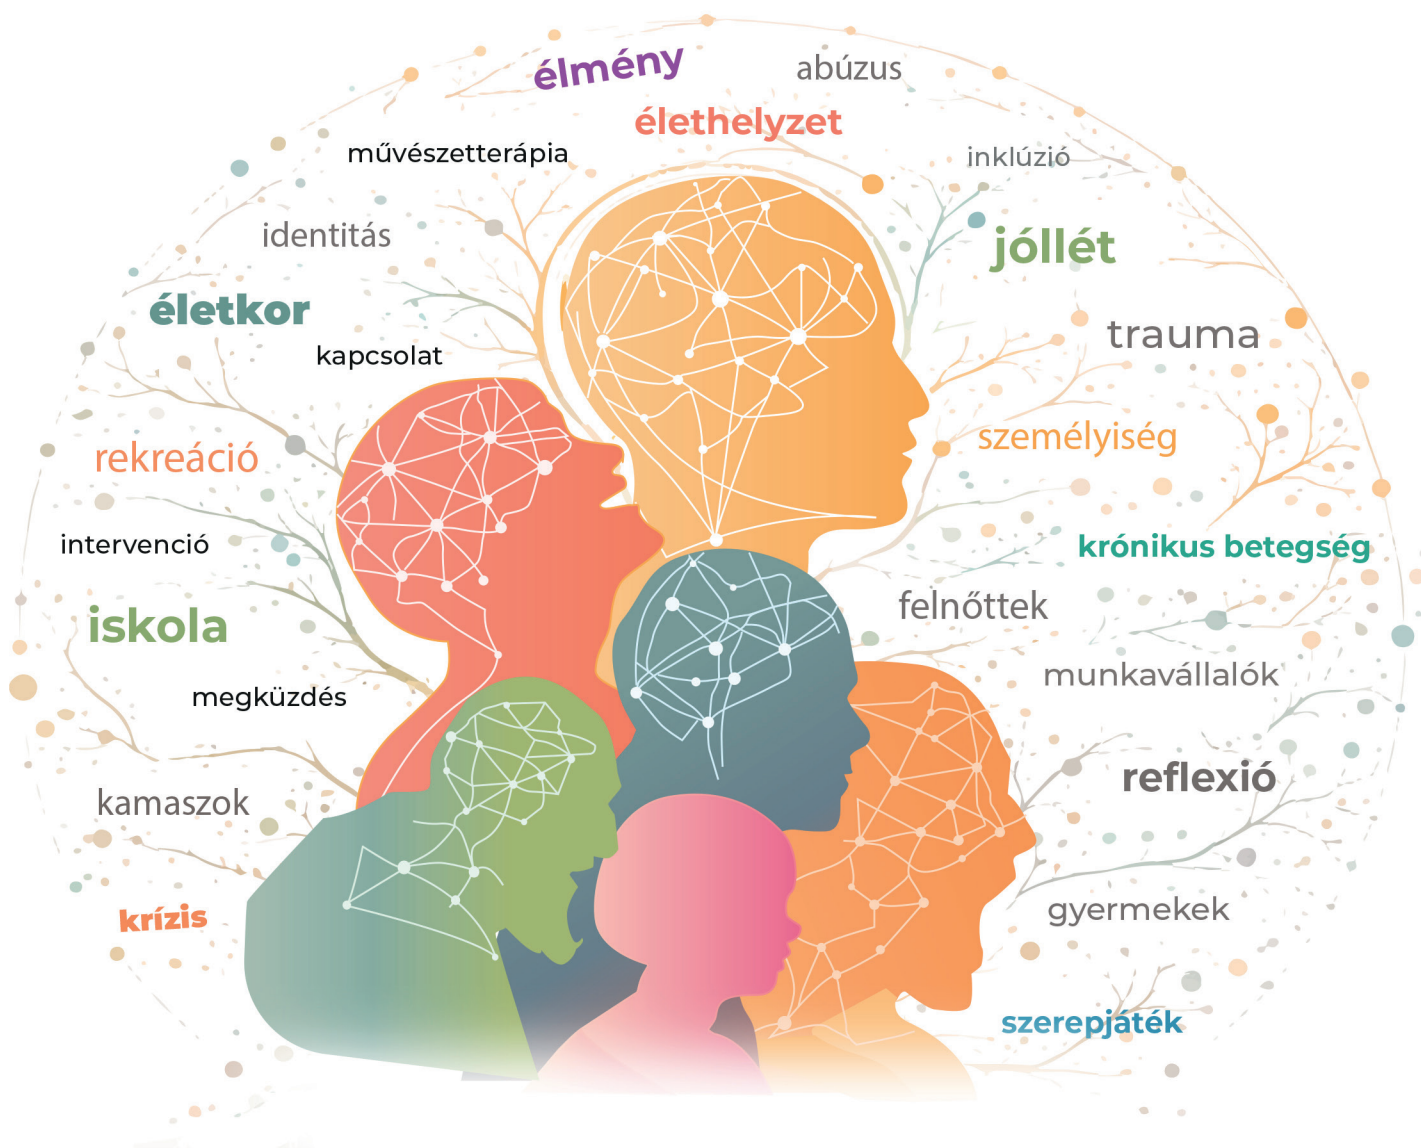 élmény
abúzus
élethelyzet
művészetterápia
inklúzió
identitás
jóllét
életkor
trauma
kapcsolat
személyiség
rekreáció
intervenció
krónikus betegség
iskola
felnőttek
munkavállalók
megküzdés
reflexió
kamaszok
gyermekek
krízis
szerepjáték